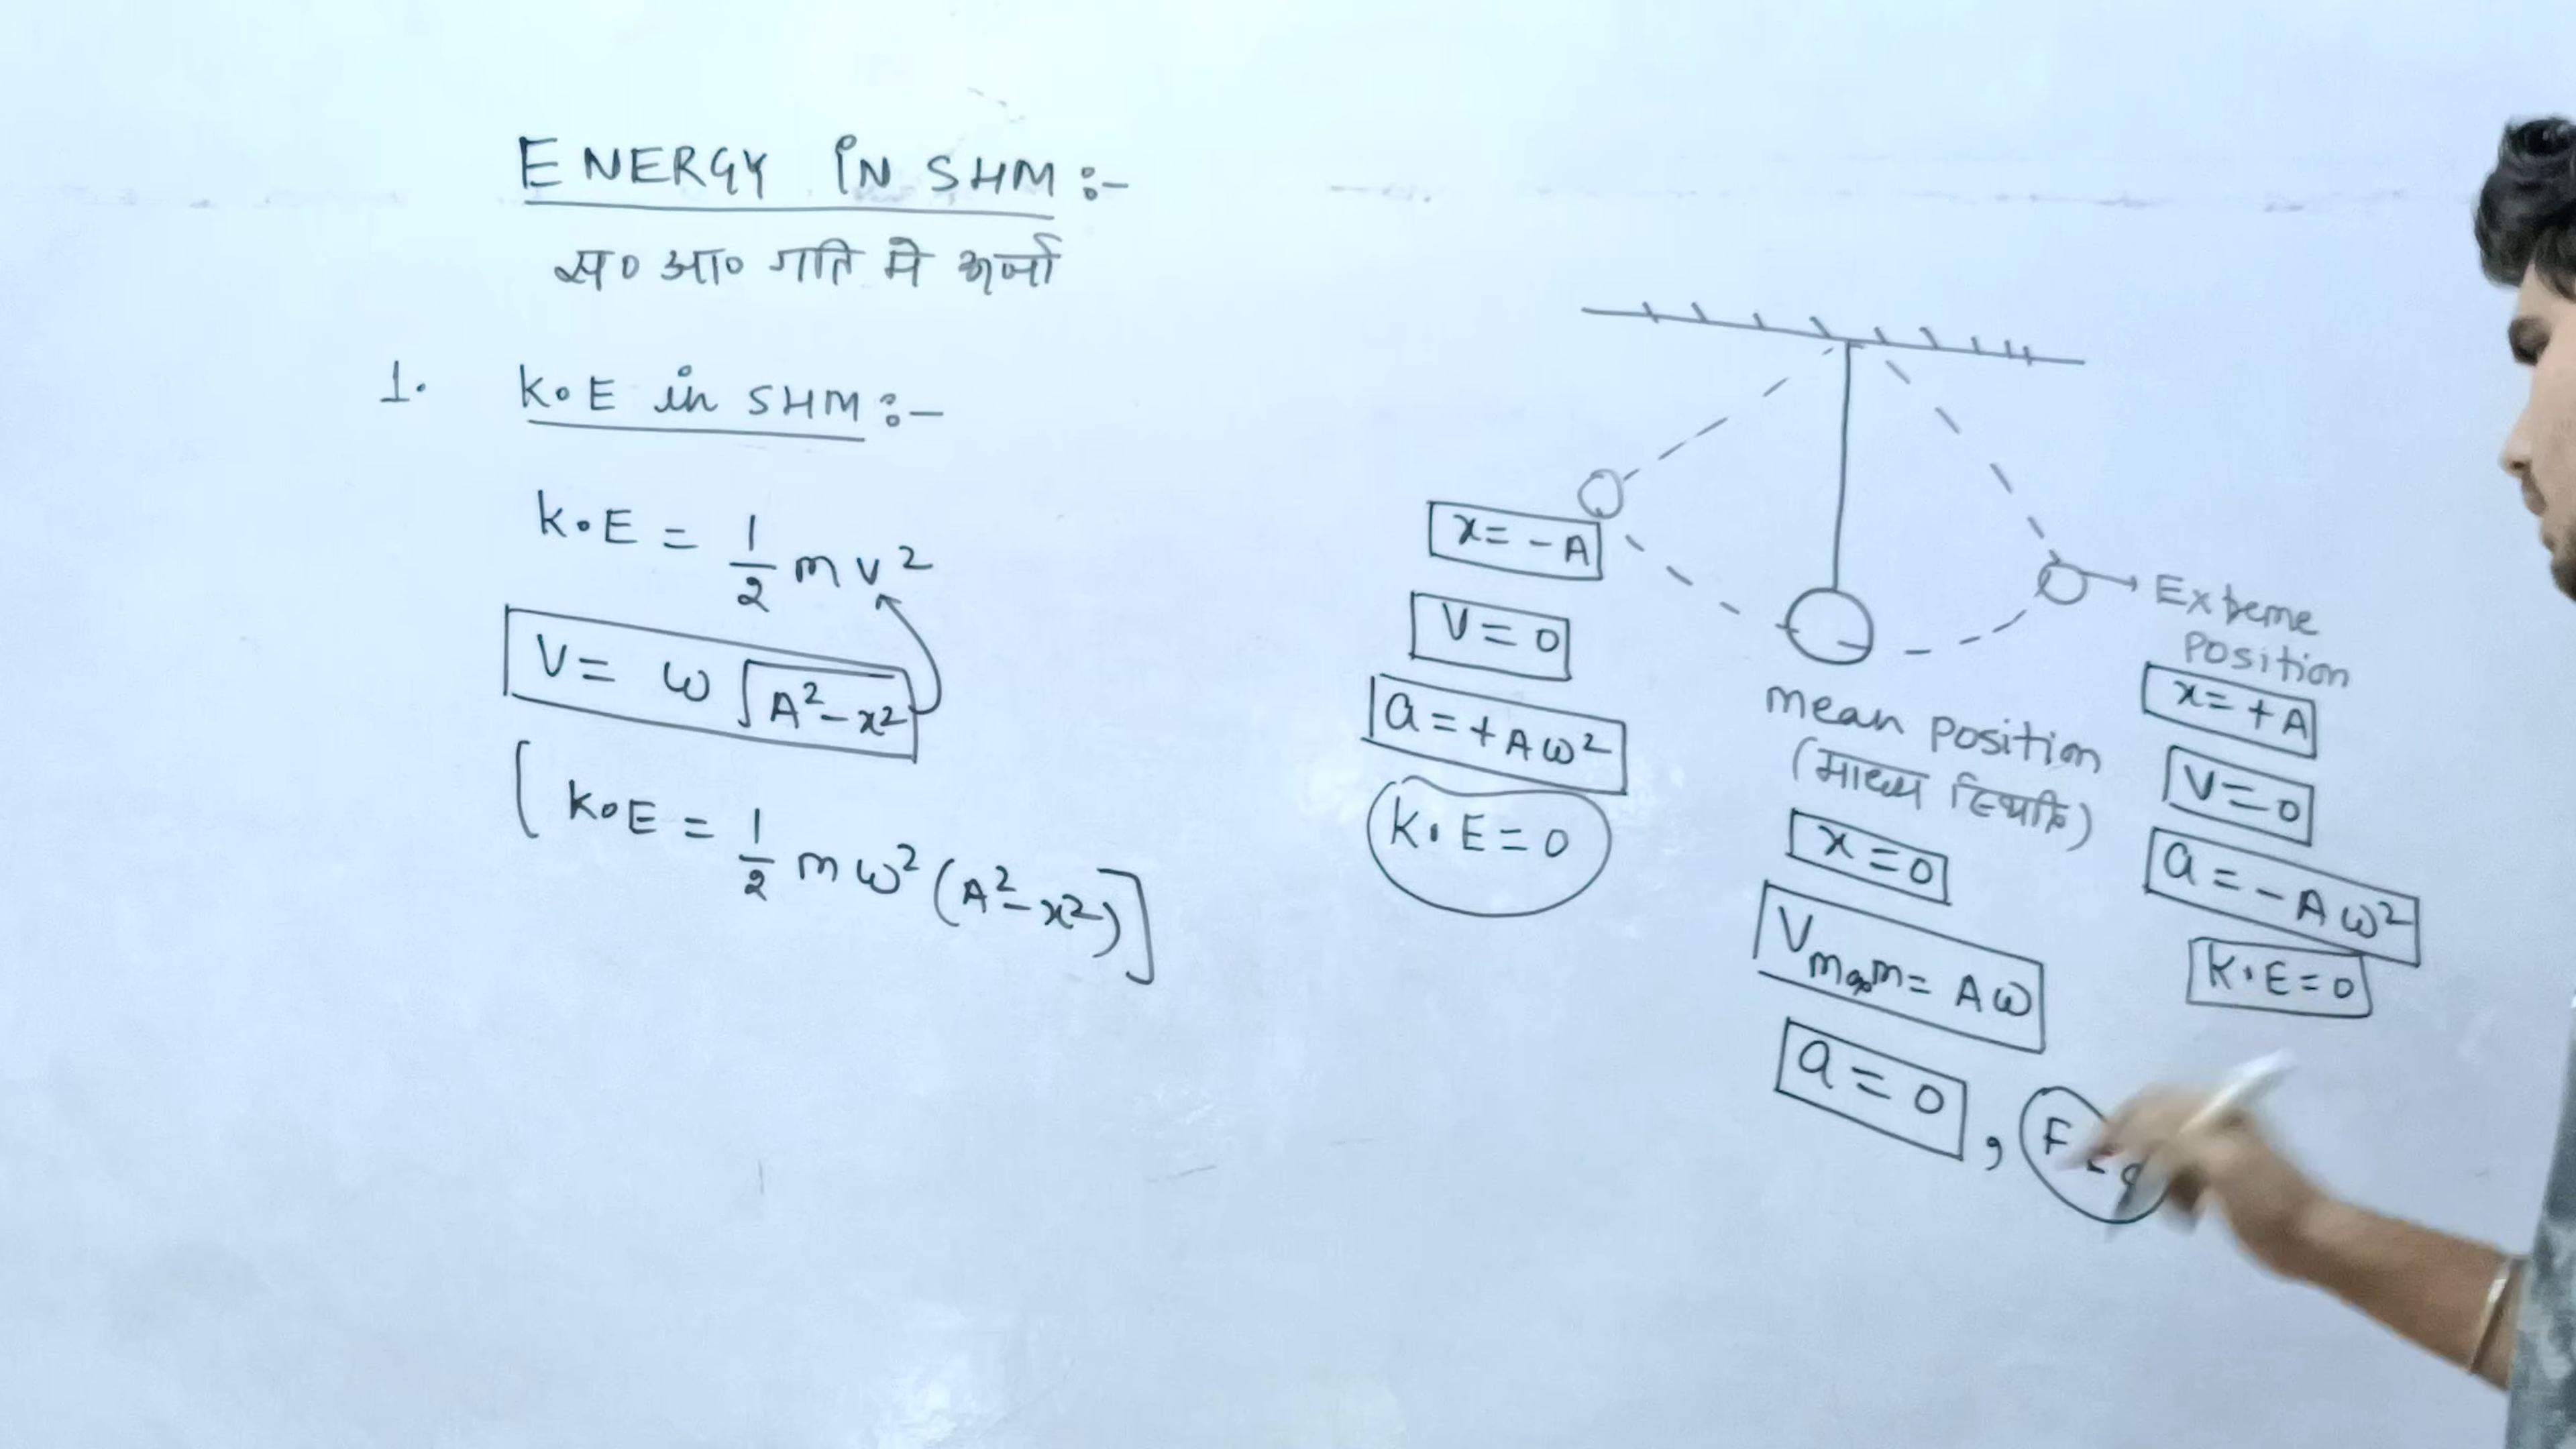 ENERGY IN SHM :-
स० आ० गति मे ऊर्जा
1. K.E in SHM :-
K.E = 1/2 m v²
V = ω √(A²-x²)
[K.E = 1/2 m ω² (A²-x²)]
x = -A
V = 0
a = +Aω²
K.E = 0
mean position
x = 0
Vmaxm = Aω
a = 0 ,
Extreme
position
x = +A
V = 0
a = -Aω²
K.E = 0